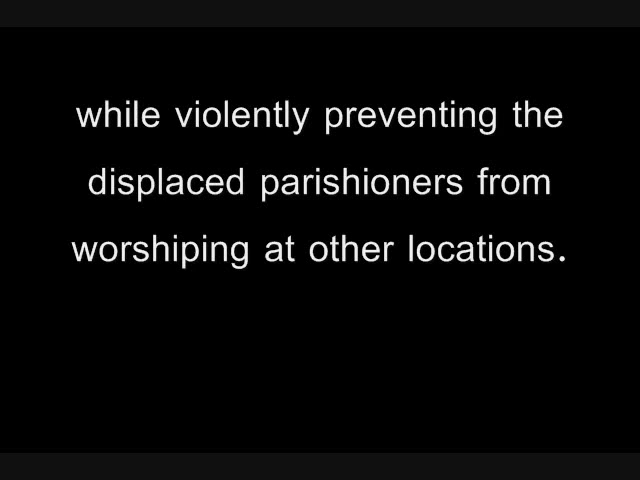 while violently preventing the
displaced parishioners from
worshiping at other locations.